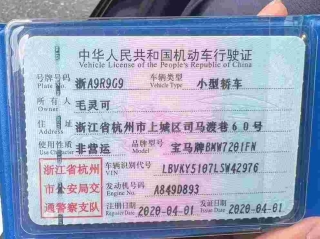 中华人民共和国机动车行驶证
Vehicle License of the People's Republic of China
号牌号码 Plate No. 浙A9R9G9 车辆类型 Vehicle Type 小型轿车
所有人 Owner 毛灵可
住址 浙江省杭州市上城区司马渡巷60号
使用性质 Use Character 非营运 品牌型号 Model 宝马牌BMW7201FN
浙江省杭州市公安局交通警察支队
车辆识别代号 VIN LBVKY5107LSW42976
发动机号码 Engine No. A8490893
注册日期 Register Date 2020-04-01 发证日期 Issue Date 2020-04-01